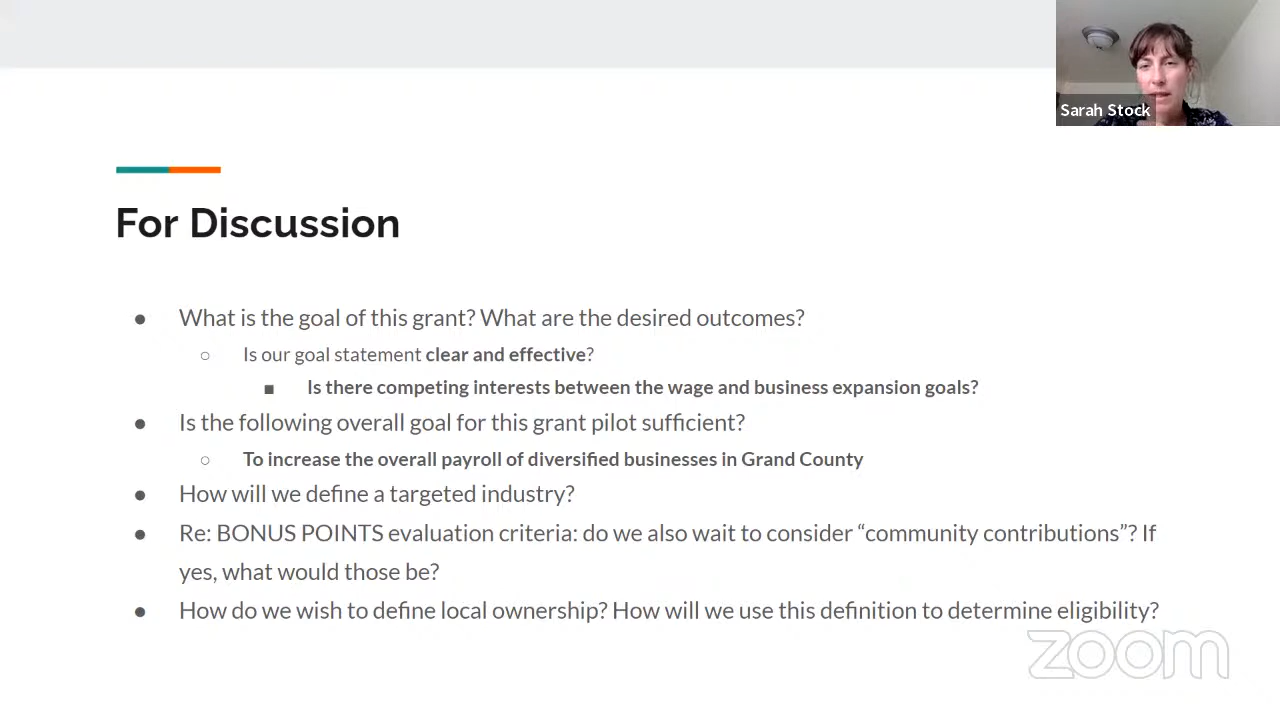 Sarah Stock
For Discussion
● What is the goal of this grant? What are the desired outcomes?
○ Is our goal statement clear and effective?
■ Is there competing interests between the wage and business expansion goals?
● Is the following overall goal for this grant pilot sufficient?
○ To increase the overall payroll of diversified businesses in Grand County
● How will we define a targeted industry?
● Re: BONUS POINTS evaluation criteria: do we also wait to consider “community contributions”? If
yes, what would those be?
● How do we wish to define local ownership? How will we use this definition to determine eligibility?
zoom